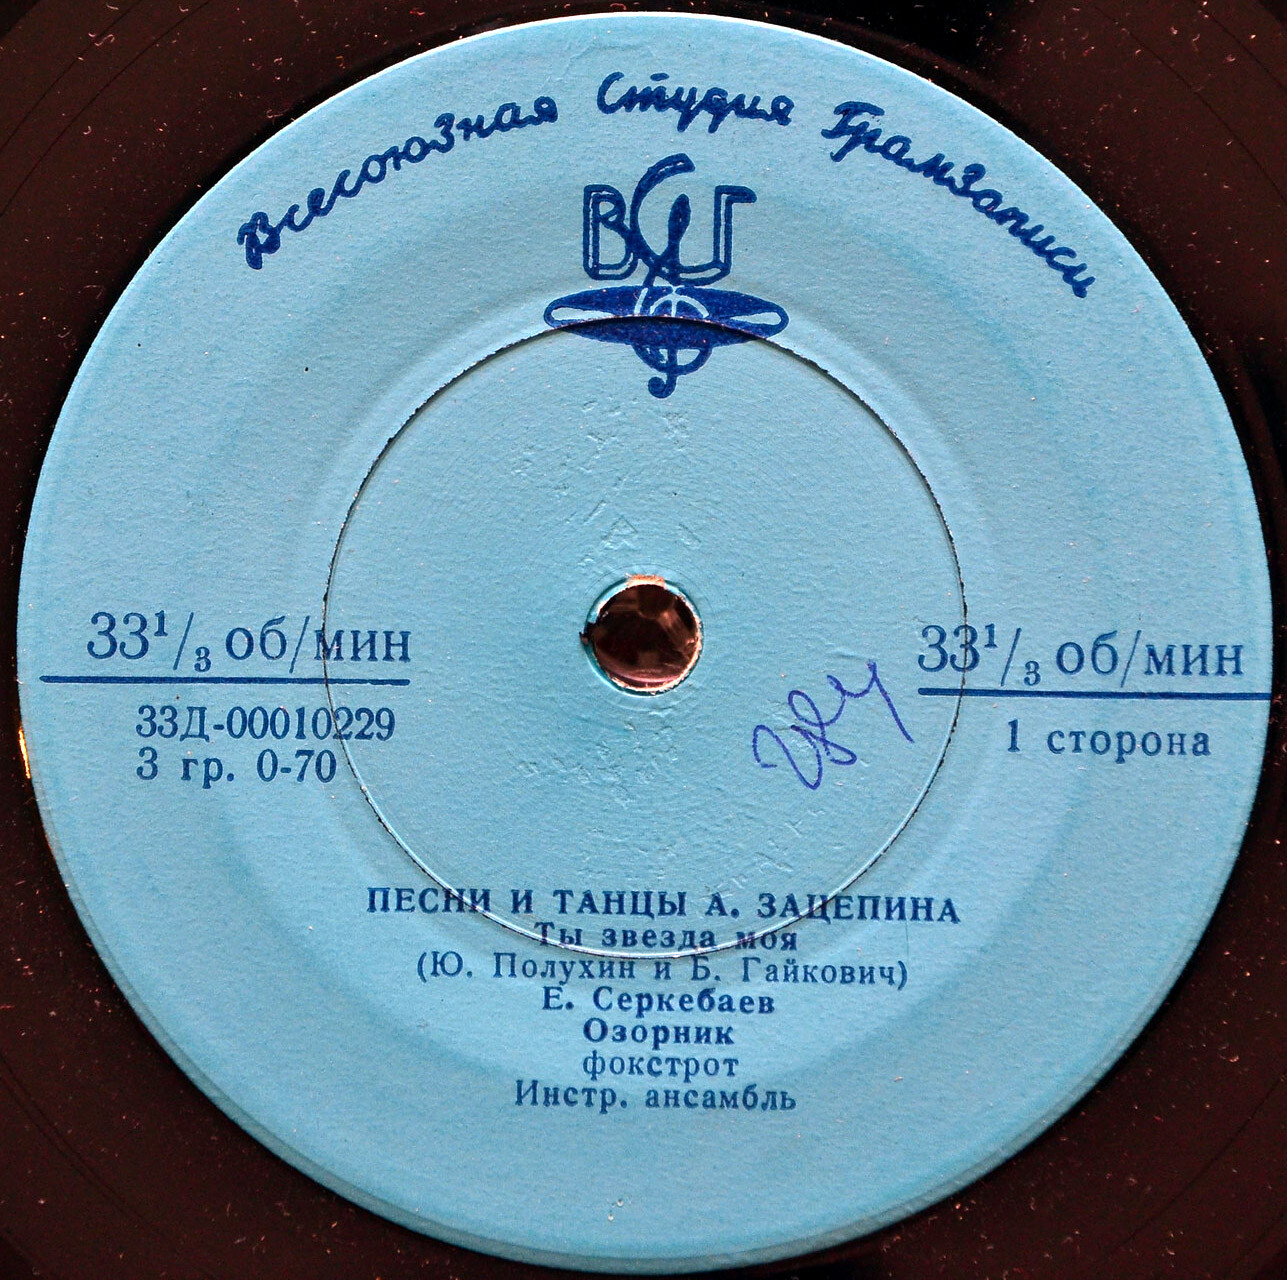 Всесоюзная Студия Грамзаписи
ВСГ
33¹/₃ об/мин
33Д-00010229
3 гр. 0-70
33¹/₃ об/мин
1 сторона
ПЕСНИ И ТАНЦЫ А. ЗАЦЕПИНА
Ты звезда моя
(Ю. Полухин и Б. Гайкович)
Е. Серкебаев
Озорник
фокстрот
Инстр. ансамбль